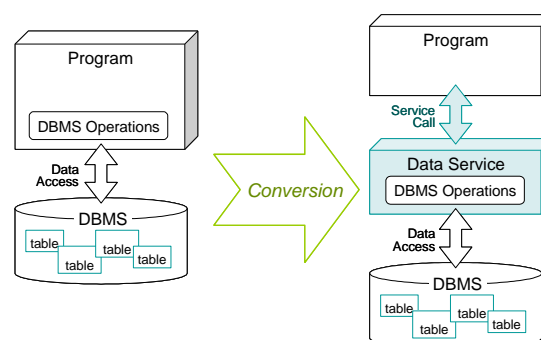 Program
DBMS Operations
Data
Access
DBMS
table
table
table
table
Conversion
Program
Service
Call
Data Service
DBMS Operations
Data
Access
DBMS
table
table
table
table